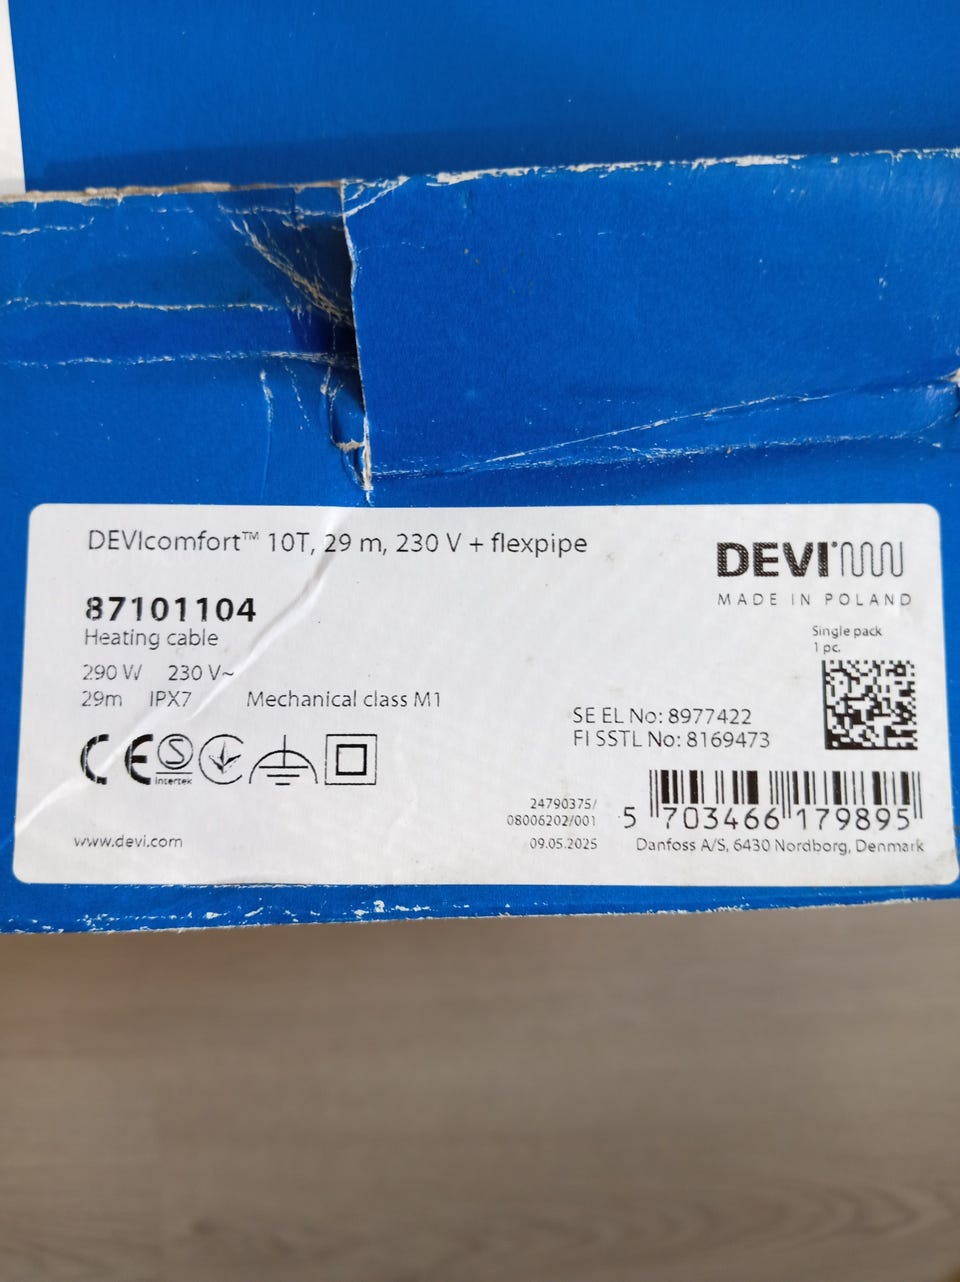 DEVIcomfort™ 10T, 29 m, 230 V + flexpipe
DEVI
MADE IN POLAND
87101104
Heating cable
Single pack
1 pc.
290 W 230 V~
29m IPX7 Mechanical class M1
SE EL No: 8977422
FI SSTL No: 8169473
CE S Intertek
24790375/
08006202/001
5 703466 179895
www.devi.com
09.05.2025
Danfoss A/S, 6430 Nordborg, Denmark